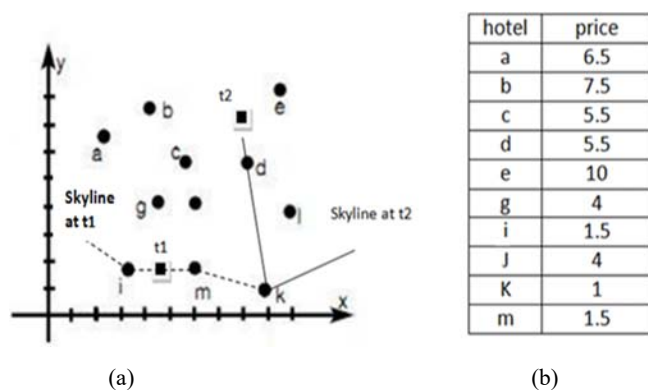 y
t2
e
b
a
c
d
Skyline
at t1
g
l
Skyline at t2
t1
i
m
k
x
(a)
hotel price
a 6.5
b 7.5
c 5.5
d 5.5
e 10
g 4
i 1.5
J 4
K 1
m 1.5
(b)